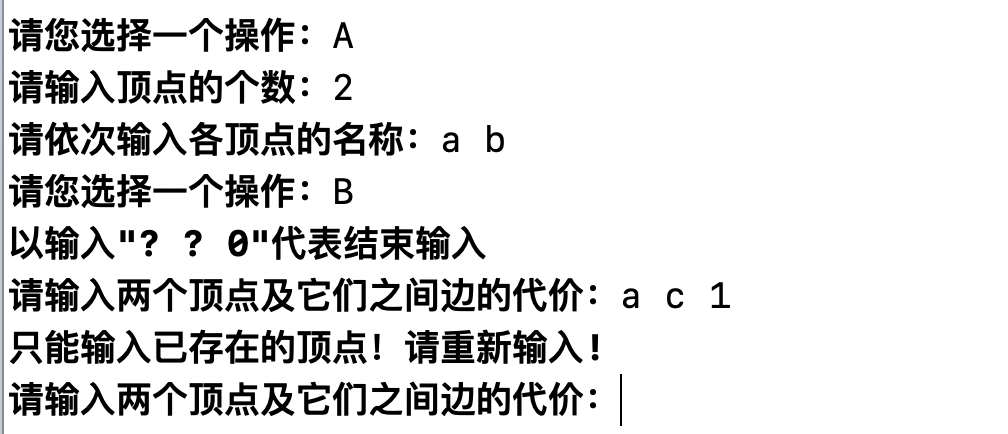 请您选择一个操作：A
请输入顶点的个数：2
请依次输入各顶点的名称：a b
请您选择一个操作：B
以输入"? ? 0"代表结束输入
请输入两个顶点及它们之间边的代价：a c 1
只能输入已存在的顶点！请重新输入!
请输入两个顶点及它们之间边的代价：